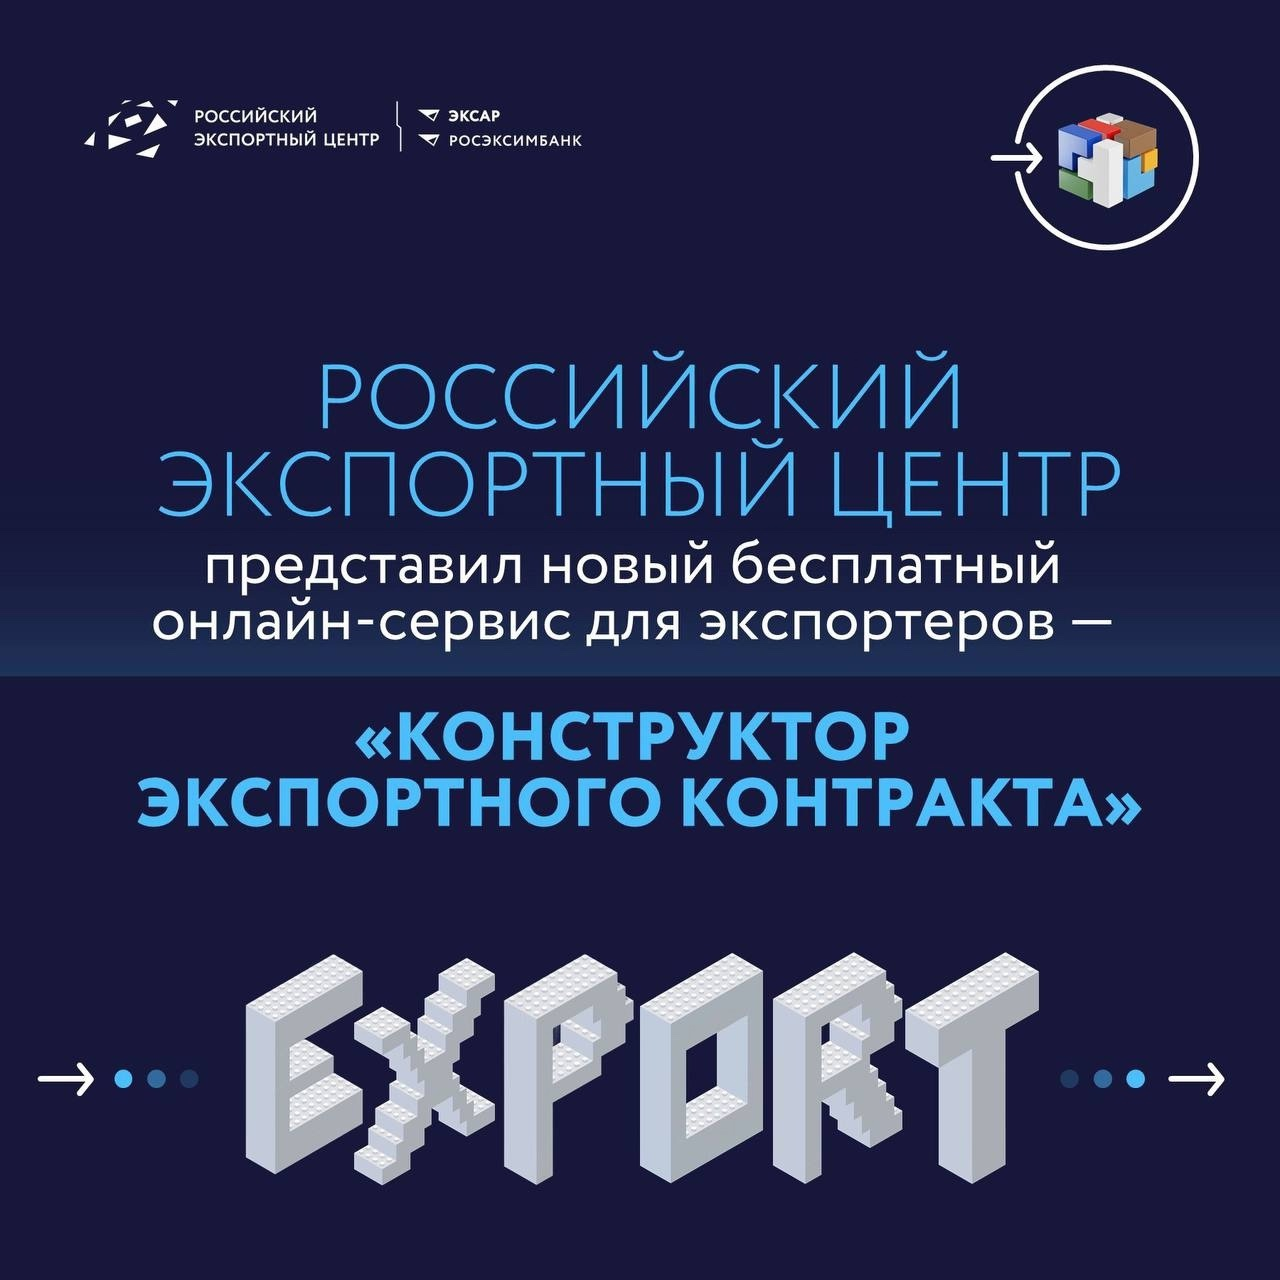 РОССИЙСКИЙ
ЭКСПОРТНЫЙ ЦЕНТР
ЭКСАР
РОСЭКСИМБАНК
РОССИЙСКИЙ
ЭКСПОРТНЫЙ ЦЕНТР
представил новый бесплатный
онлайн-сервис для экспортеров —
«КОНСТРУКТОР
ЭКСПОРТНОГО КОНТРАКТА»
EXPORT